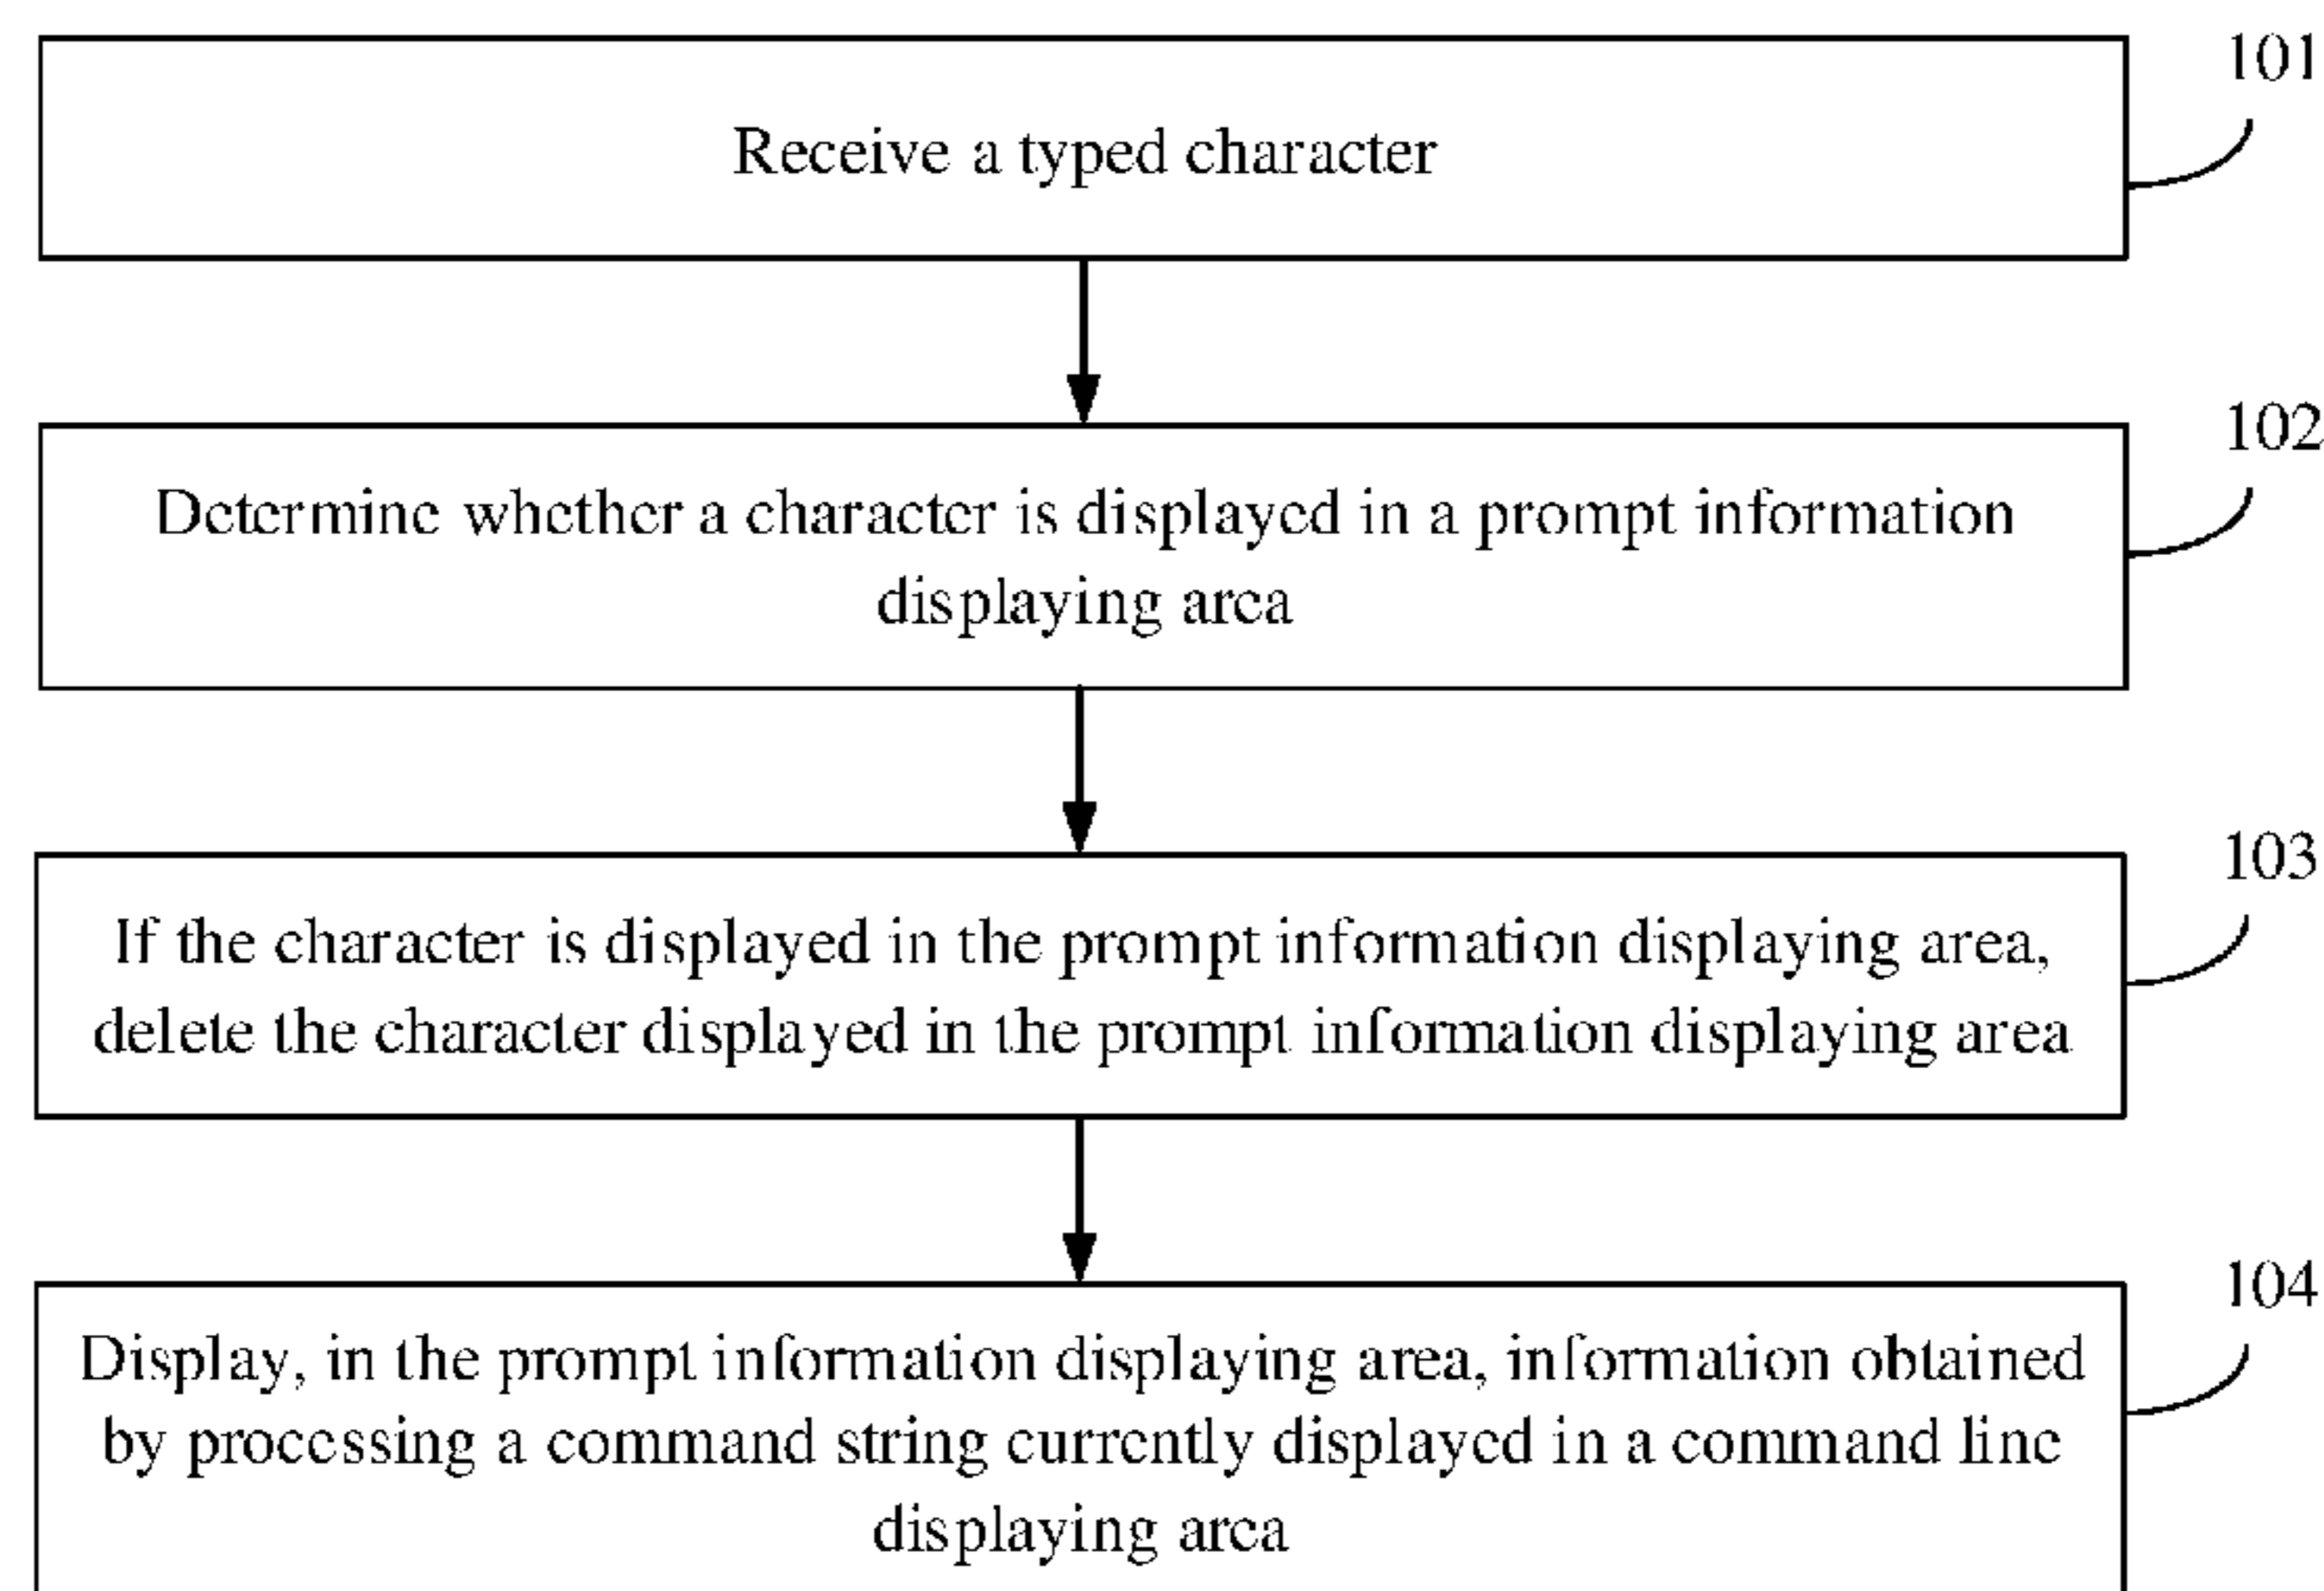 101
Receive a typed character
102
Determine whether a character is displayed in a prompt information
displaying area
103
If the character is displayed in the prompt information displaying area,
delete the character displayed in the prompt information displaying area
104
Display, in the prompt information displaying area, information obtained
by processing a command string currently displayed in a command line
displaying area